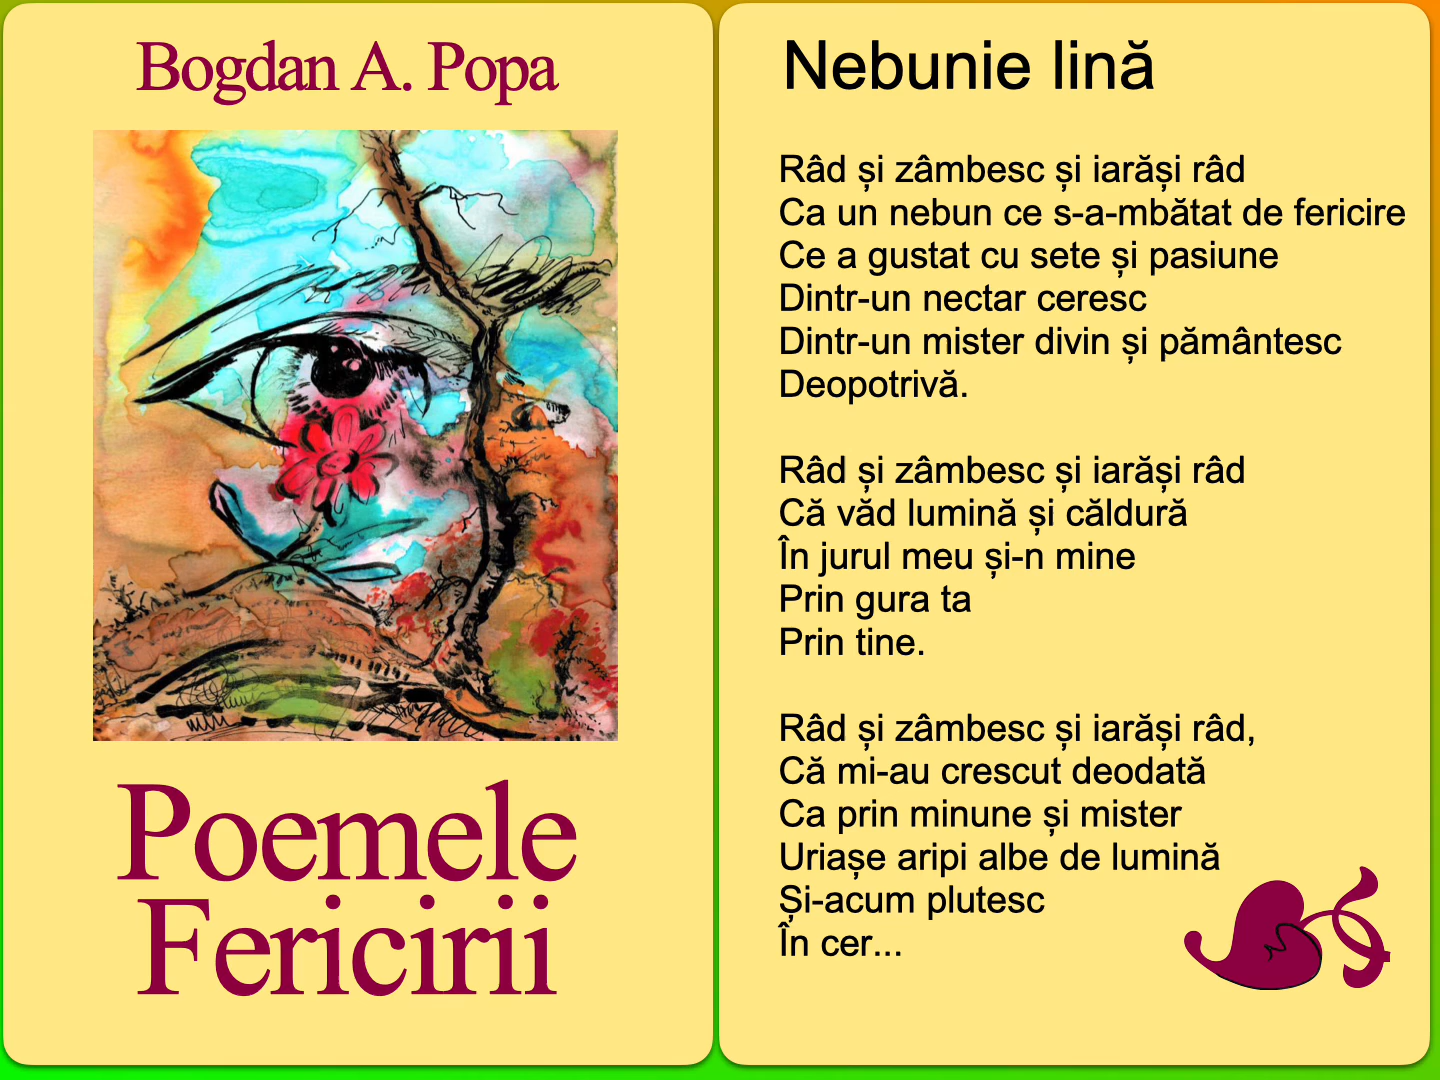 Bogdan A. Popa
Poemele
Fericirii
Nebunie lină
Râd și zâmbesc și iarăși râd
Ca un nebun ce s-a-mbătat de fericire
Ce a gustat cu sete și pasiune
Dintr-un nectar ceresc
Dintr-un mister divin și pământesc
Deopotrivă.
Râd și zâmbesc și iarăși râd
Că văd lumină și căldură
În jurul meu și-n mine
Prin gura ta
Prin tine.
Râd și zâmbesc și iarăși râd,
Că mi-au crescut deodată
Ca prin minune și mister
Uriașe aripi albe de lumină
Și-acum plutesc
În cer...